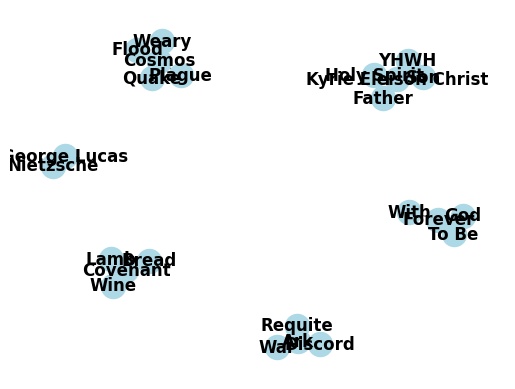 Weary
Flood
Cosmos
Quake
Plague
YHWH
Holy Spirit
Kyrie Eleison
Son
Christ
Father
George Lucas
Nietzsche
With
God
Forever
To Be
Lamb
Bread
Covenant
Wine
Requite
Ark
War
Discord